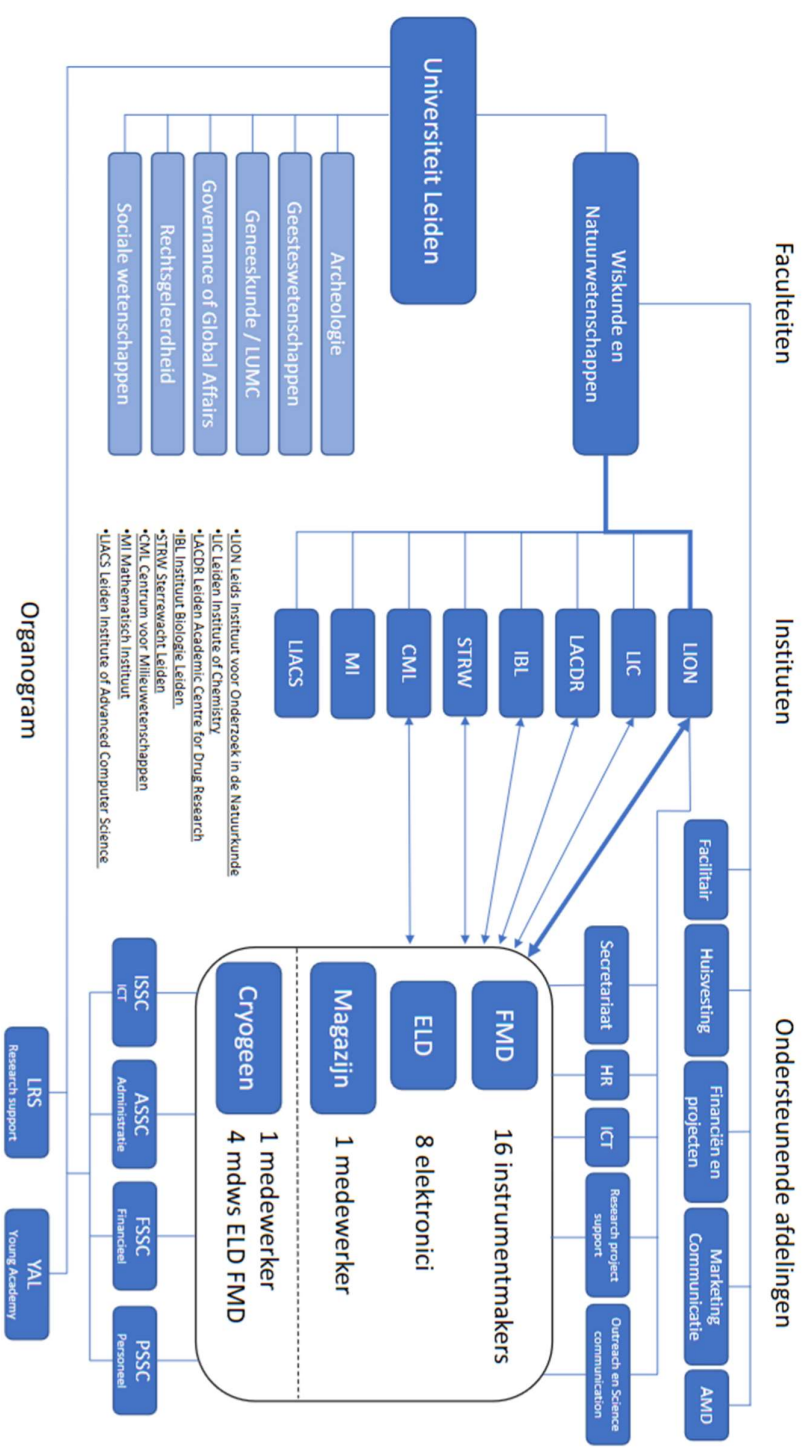 Faculteiten
Instituten
Ondersteunende afdelingen
Universiteit Leiden
Wiskunde en
Natuurwetenschappen
Archeologie
Geesteswetenschappen
Geneeskunde / LUMC
Governance of Global Affairs
Rechtsgeleerdheid
Sociale wetenschappen
LION
LIC
LACDR
IBL
STRW
CML
MI
LIACS
•LION Leids Instituut voor Onderzoek in de Natuurkunde
•LIC Leiden Institute of Chemistry
•LACDR Leiden Academic Centre for Drug Research
•IBL Instituut Biologie Leiden
•STRW Sterrewacht Leiden
•CML Centrum voor Milieuwetenschappen
•MI Mathematisch Instituut
•LIACS Leiden Institute of Advanced Computer Science
Facilitair
Huisvesting
Financiën en
projecten
Marketing
Communicatie
AMD
Secretariaat
HR
ICT
Research project
support
Outreach en Science
communication
FMD
16 instrumentmakers
ELD
8 elektronici
Magazijn
1 medewerker
Cryogeen
1 medewerker
4 mdws ELD FMD
ISSC
ICT
ASSC
Administratie
FSSC
Financieel
PSSC
Personeel
LRS
Research support
YAL
Young Academy
Organogram